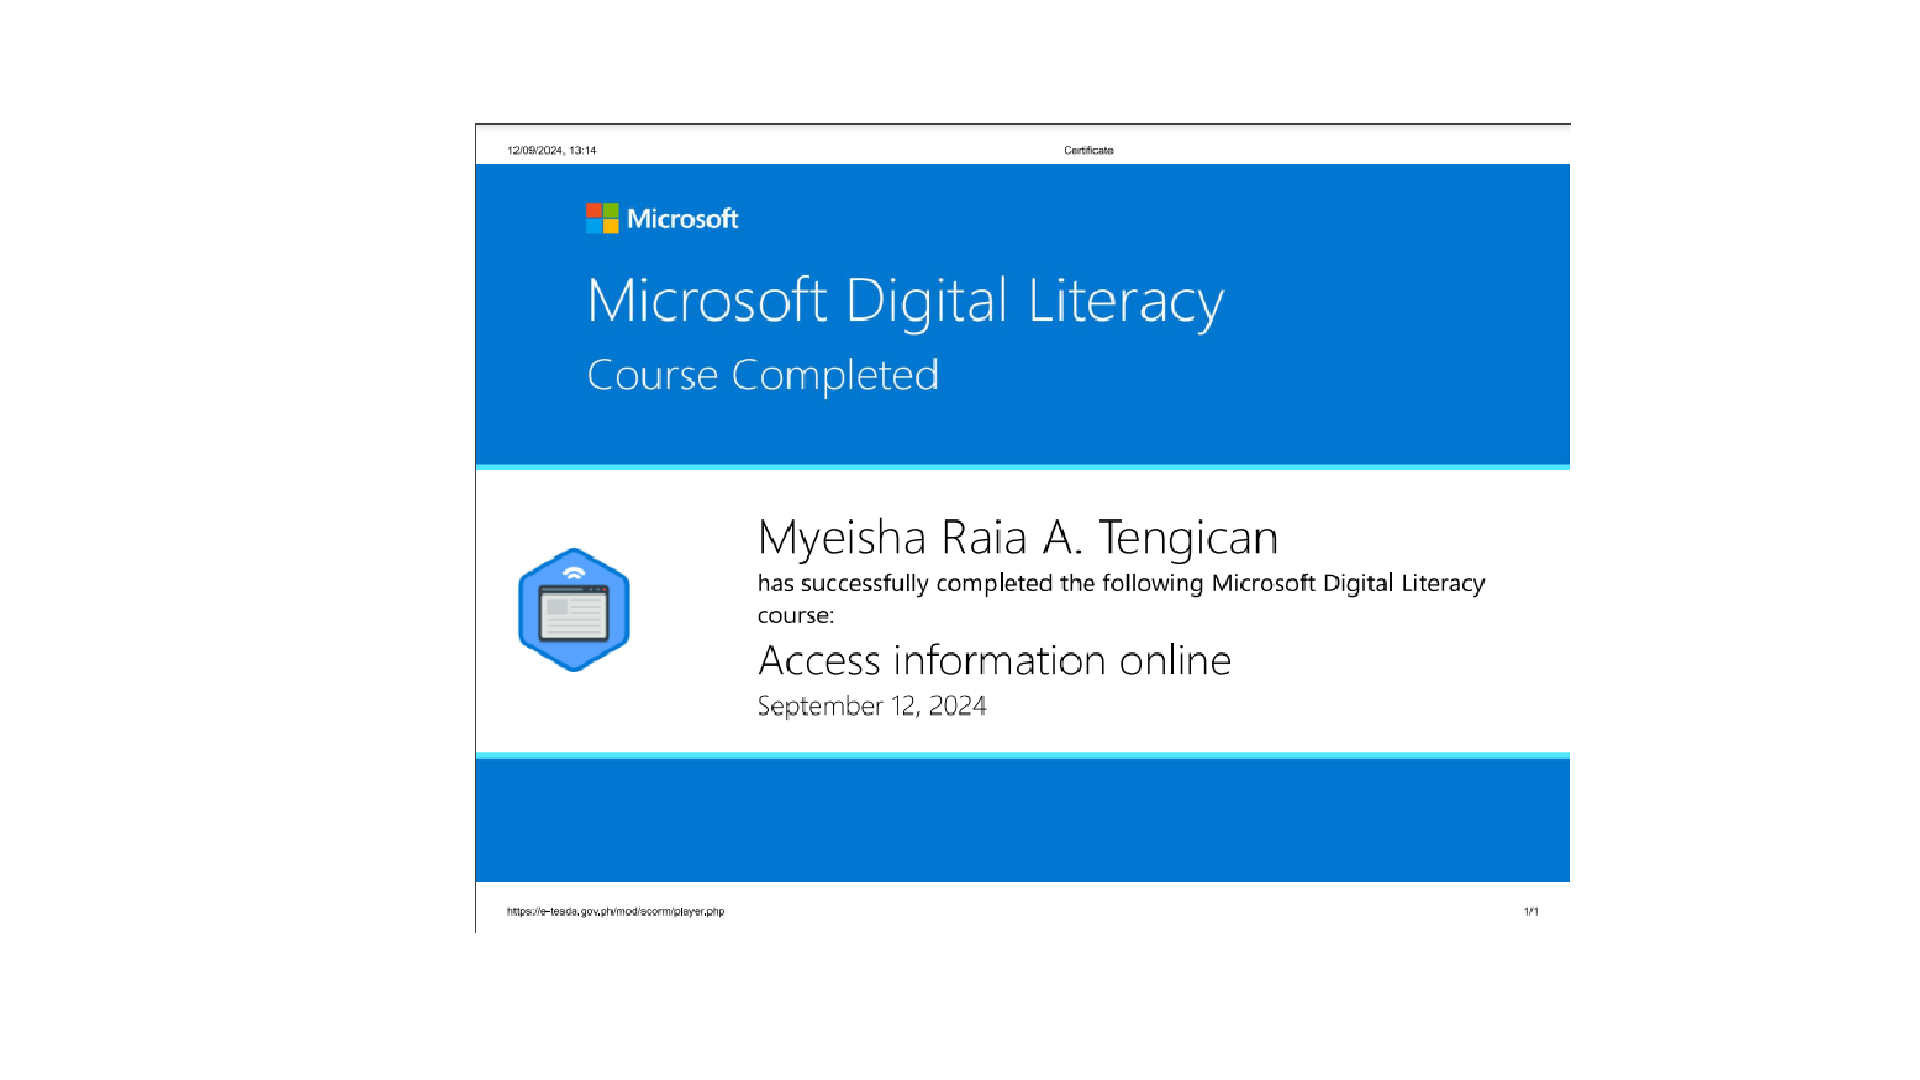 12/09/2024, 13:14
Certificate
Microsoft
Microsoft Digital Literacy
Course Completed
Myeisha Raia A. Tengican
has successfully completed the following Microsoft Digital Literacy
course:
Access information online
September 12, 2024
https://e-tesda.gov.ph/mod/scorm/player.php
1/1